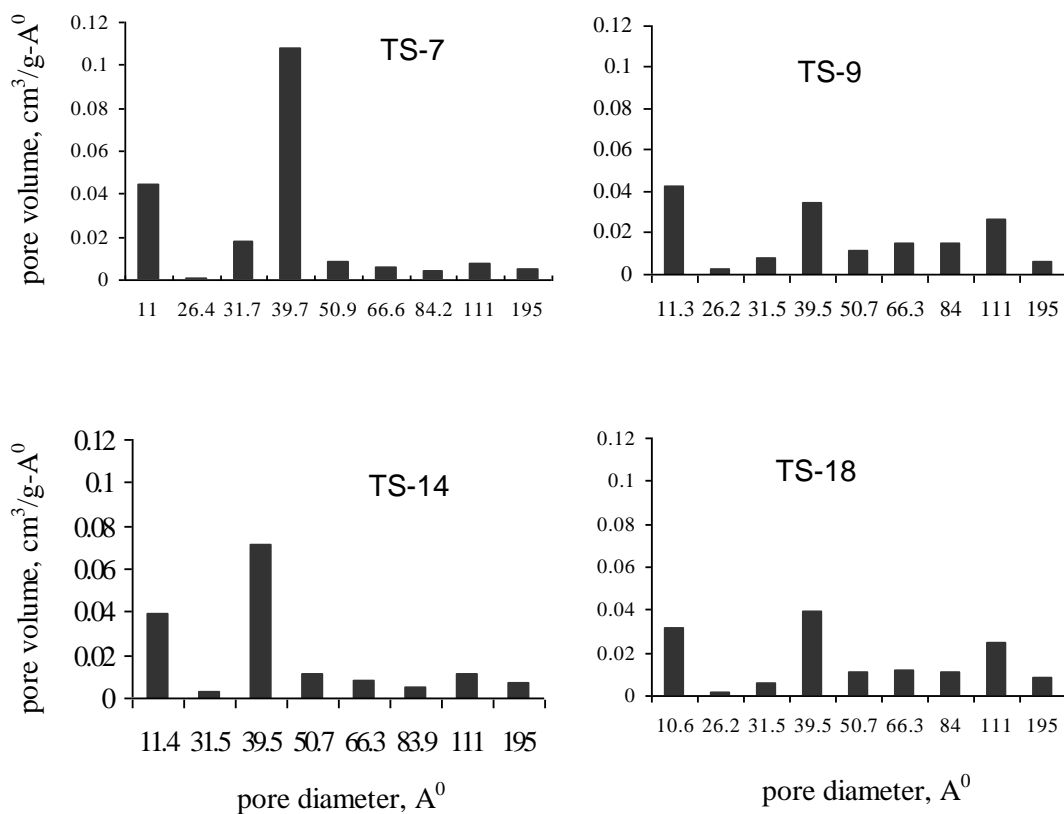 TS-7
pore volume, cm³/g-A⁰
0.12
0.1
0.08
0.06
0.04
0.02
0
11 26.4 31.7 39.7 50.9 66.6 84.2 111 195
TS-9
0.12
0.1
0.08
0.06
0.04
0.02
0
11.3 26.2 31.5 39.5 50.7 66.3 84 111 195
TS-14
pore volume, cm³/g-A⁰
0.12
0.1
0.08
0.06
0.04
0.02
0
11.4 31.5 39.5 50.7 66.3 83.9 111 195
pore diameter, A⁰
TS-18
0.12
0.1
0.08
0.06
0.04
0.02
0
10.6 26.2 31.5 39.5 50.7 66.3 84 111 195
pore diameter, A⁰